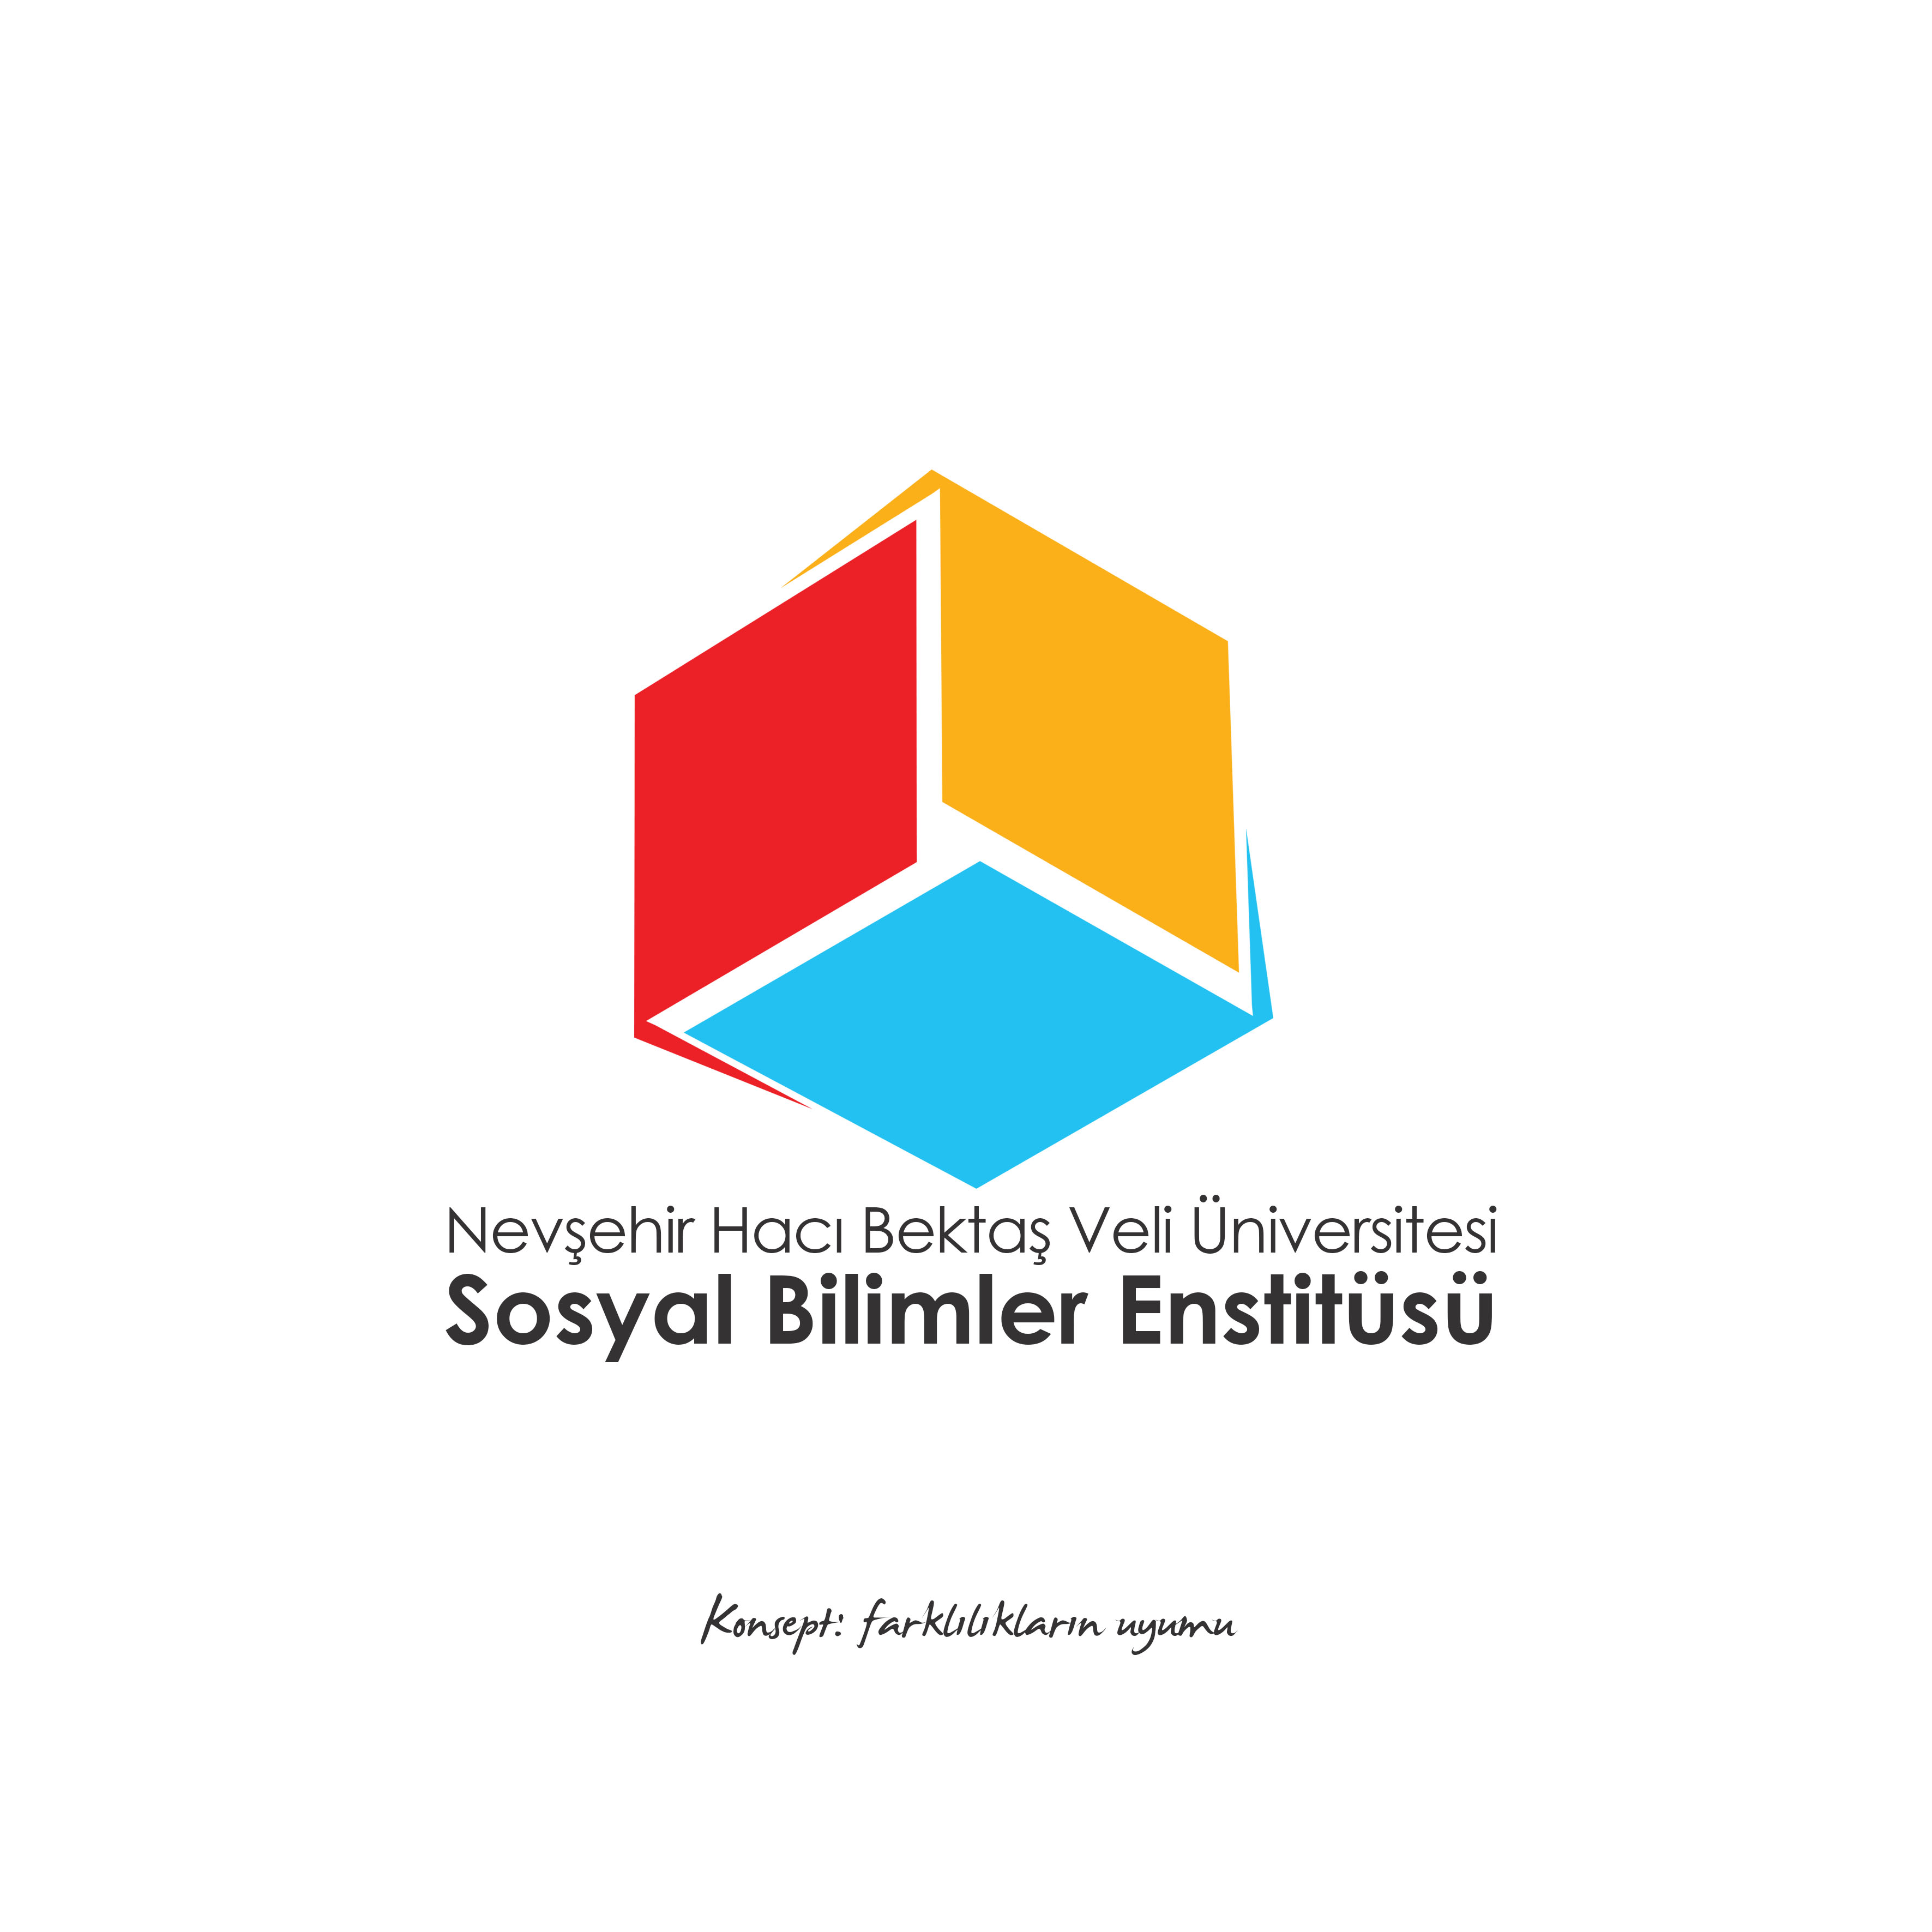 Nevşehir Hacı Bektaş Veli Üniversitesi
Sosyal Bilimler Enstitüsü
Konsept: farklılıkların uyumu